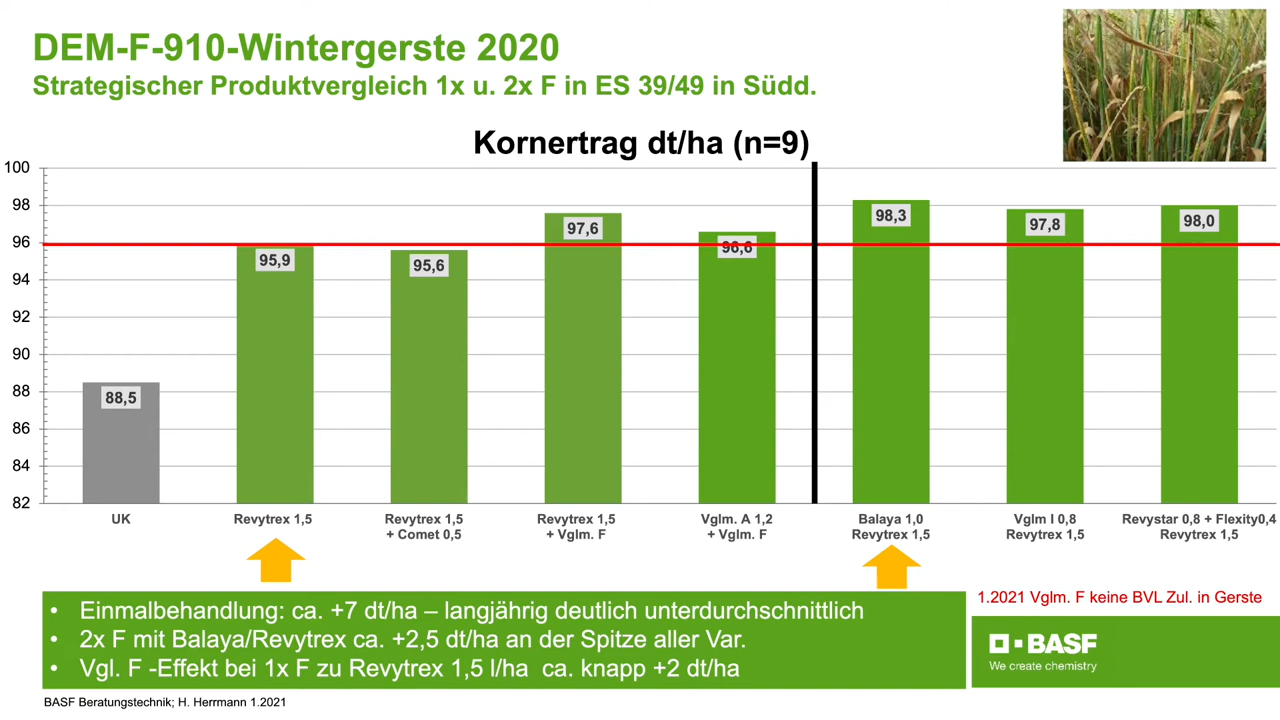 DEM-F-910-Wintergerste 2020
Strategischer Produktvergleich 1x u. 2x F in ES 39/49 in Südd.
Kornertrag dt/ha (n=9)
100
98
96
94
92
90
88
86
84
82
88,5
95,9
95,6
97,6
96,6
98,3
97,8
98,0
UK
Revytrex 1,5
Revytrex 1,5
+ Comet 0,5
Revytrex 1,5
+ Vglm. F
Vglm. A 1,2
+ Vglm. F
Balaya 1,0
Revytrex 1,5
Vglm I 0,8
Revytrex 1,5
Revystar 0,8 + Flexity0,4
Revytrex 1,5
• Einmalbehandlung: ca. +7 dt/ha – langjährig deutlich unterdurchschnittlich
• 2x F mit Balaya/Revytrex ca. +2,5 dt/ha an der Spitze aller Var.
• Vgl. F -Effekt bei 1x F zu Revytrex 1,5 l/ha ca. knapp +2 dt/ha
1.2021 Vglm. F keine BVL Zul. in Gerste
BASF
We create chemistry
BASF Beratungstechnik; H. Herrmann 1.2021